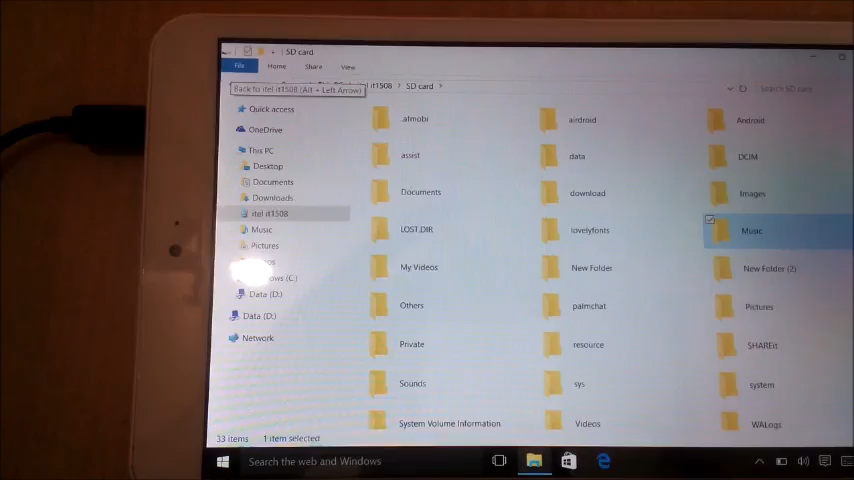 SD card
File Home Share View
itel it1508 > SD card >
Search SD card
Back to itel it1508 (Alt + Left Arrow)
Quick access
OneDrive
This PC
Desktop
Documents
Downloads
itel it1508
Music
Pictures
(C:)
Data (D:)
Data (D:)
Network
.atmobi airdroid Android
assist data DCIM
Documents download Images
LOST.DIR lovelyfonts Music
My Videos New Folder New Folder (2)
Others palmchat Pictures
Private resource SHAREit
Sounds sys system
System Volume Information Videos WALogs
33 items 1 item selected
Search the web and Windows